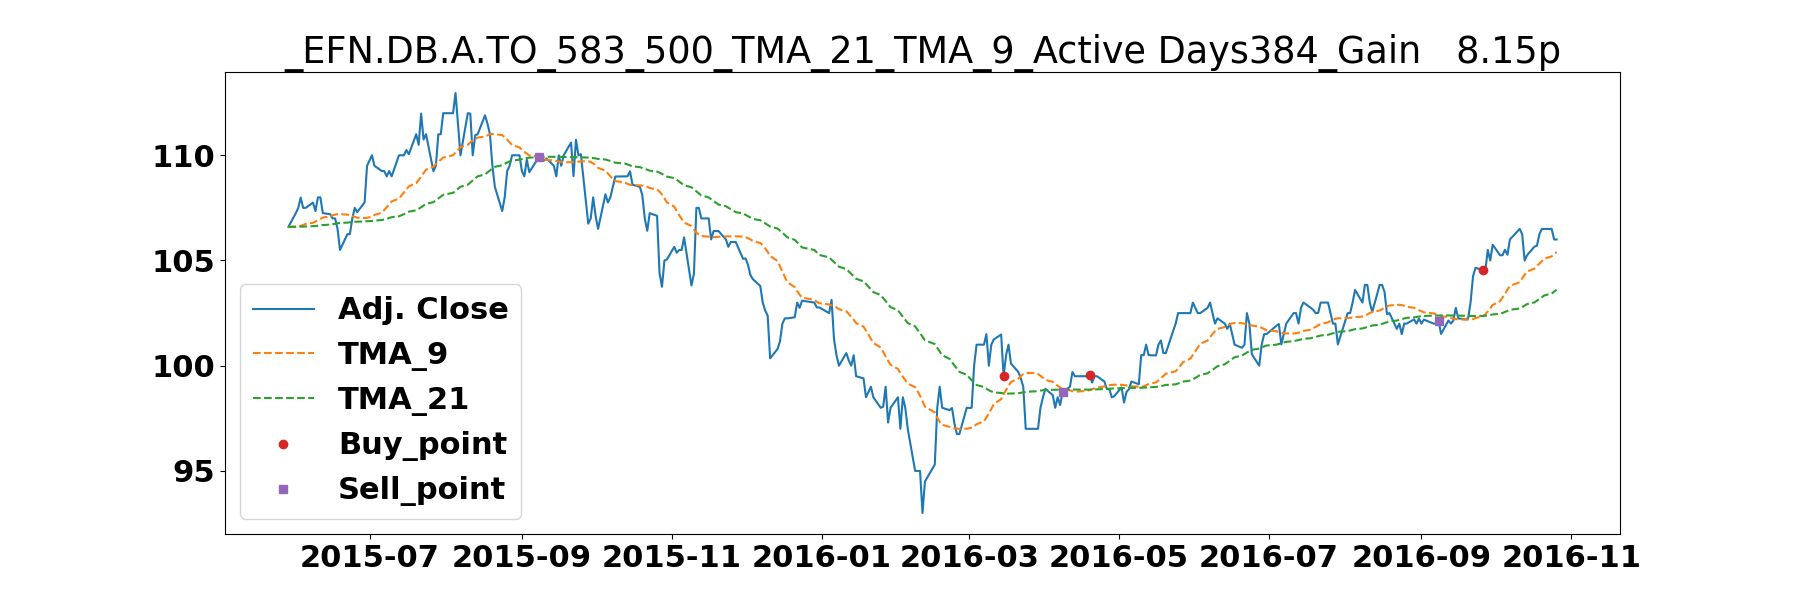 _EFN.DB.A.TO_583_500_TMA_21_TMA_9_Active Days384_Gain   8.15p
110
105
100
95
Adj. Close
TMA_9
TMA_21
Buy_point
Sell_point
2015-07 2015-09 2015-11 2016-01 2016-03 2016-05 2016-07 2016-09 2016-11